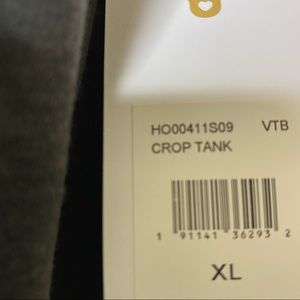 HO00411S09 VTB
CROP TANK
1 91141 36293 2
XL